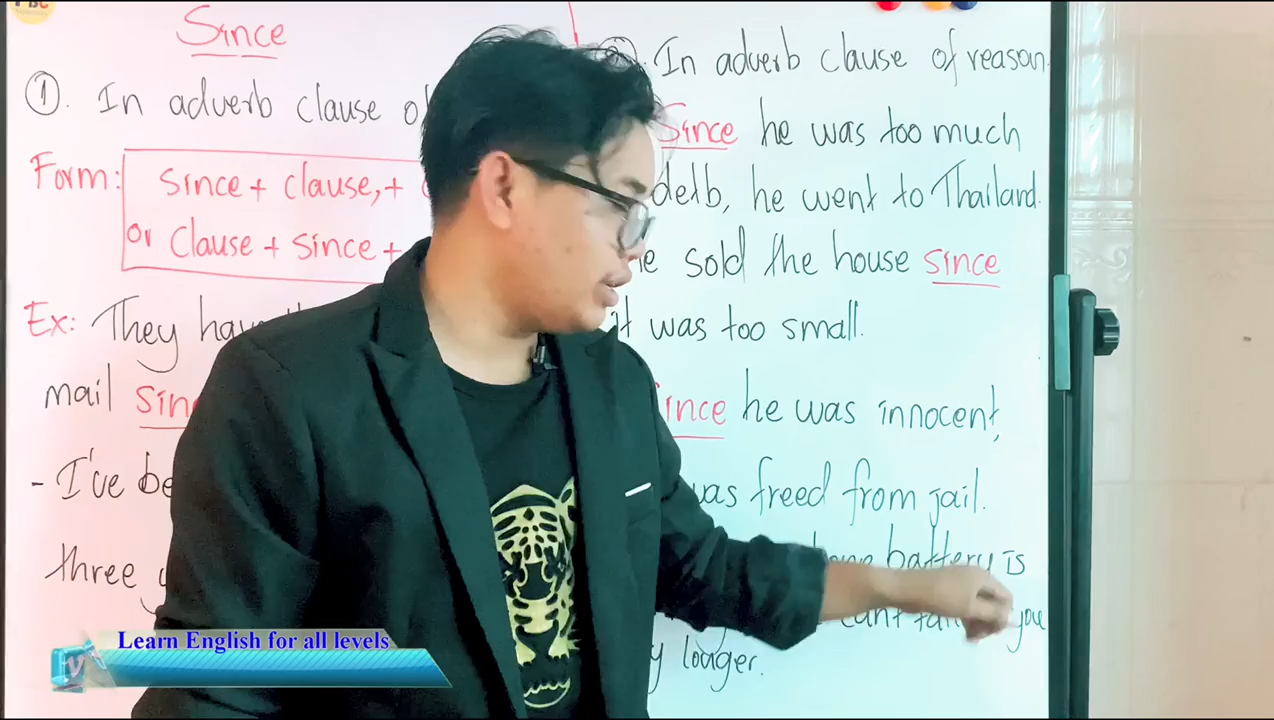 Since
①. In adverb clause of
Form: since + clause, +
or Clause + since +
Ex: They have
mail since
- I've be
three
②. In adverb clause of reason.
Since he was too much
detb, he went to Thailand.
sold the house since
it was too small.
Since he was innocent,
was freed from jail.
battery is
can't you
longer.
Learn English for all levels